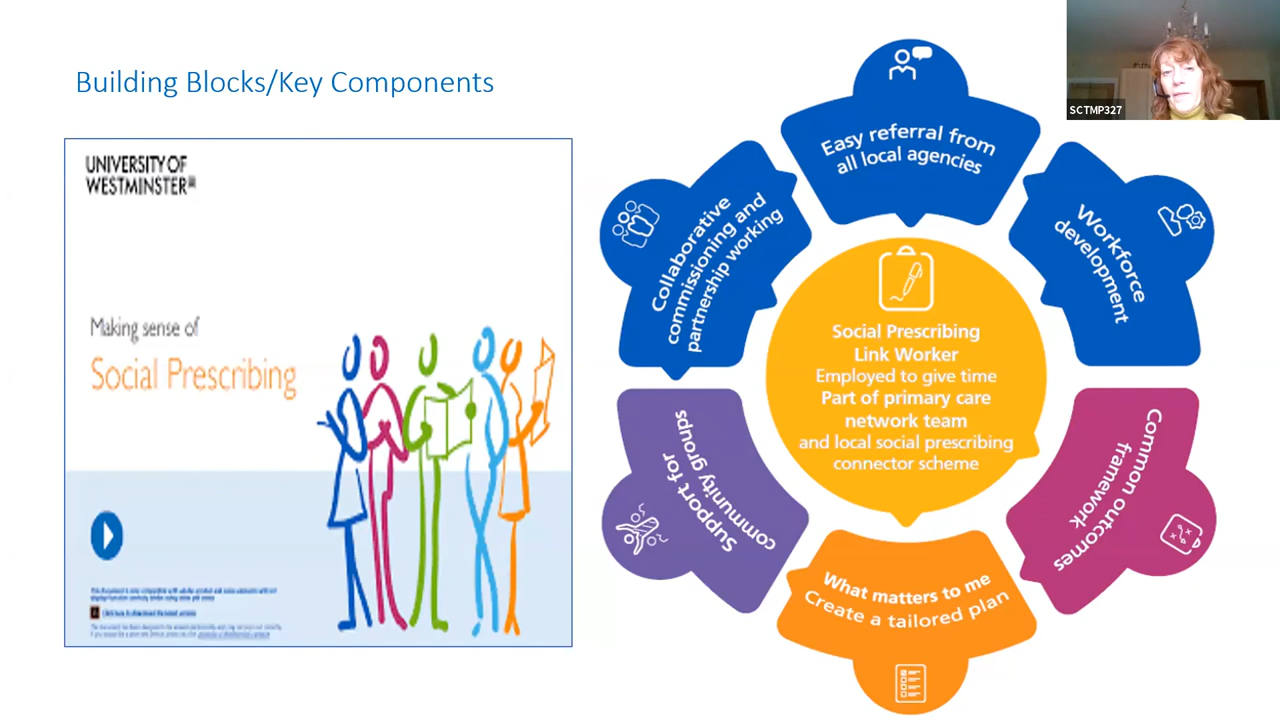 Building Blocks/Key Components
UNIVERSITY OF
WESTMINSTER
Making sense of
Social Prescribing
SCTMP327
Easy referral from
all local agencies
Workforce
development
Common outcomes
framework
What matters to me
Create a tailored plan
Support for
community groups
Collaborative
commissioning and
partnership working
Social Prescribing
Link Worker
Employed to give time
Part of primary care
network team
and local social prescribing
connector scheme